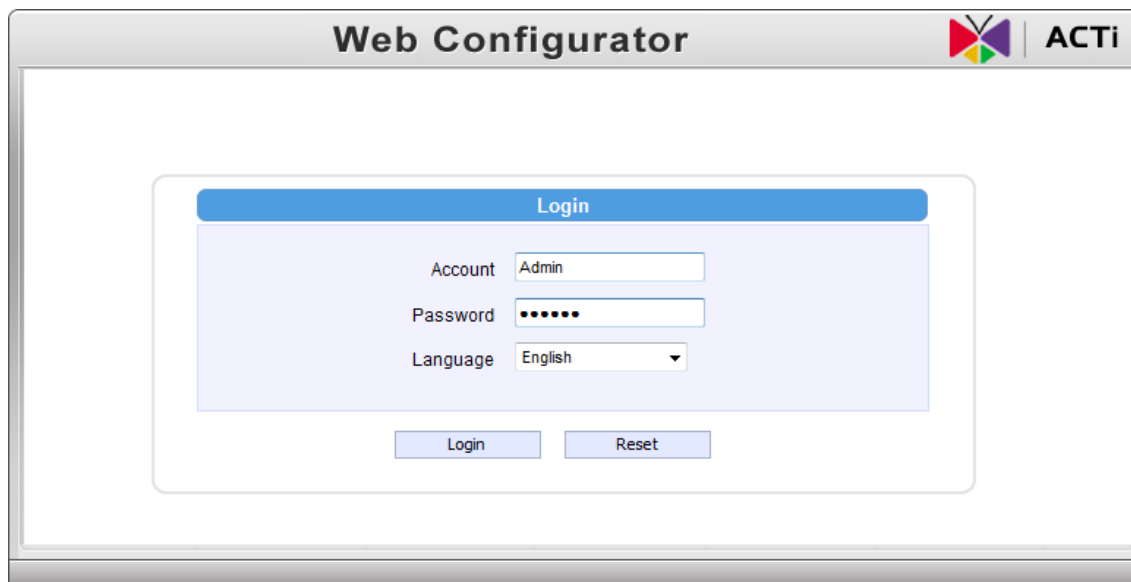 Web Configurator
ACTi
Login
Account Admin
Password ••••••
Language English
Login Reset